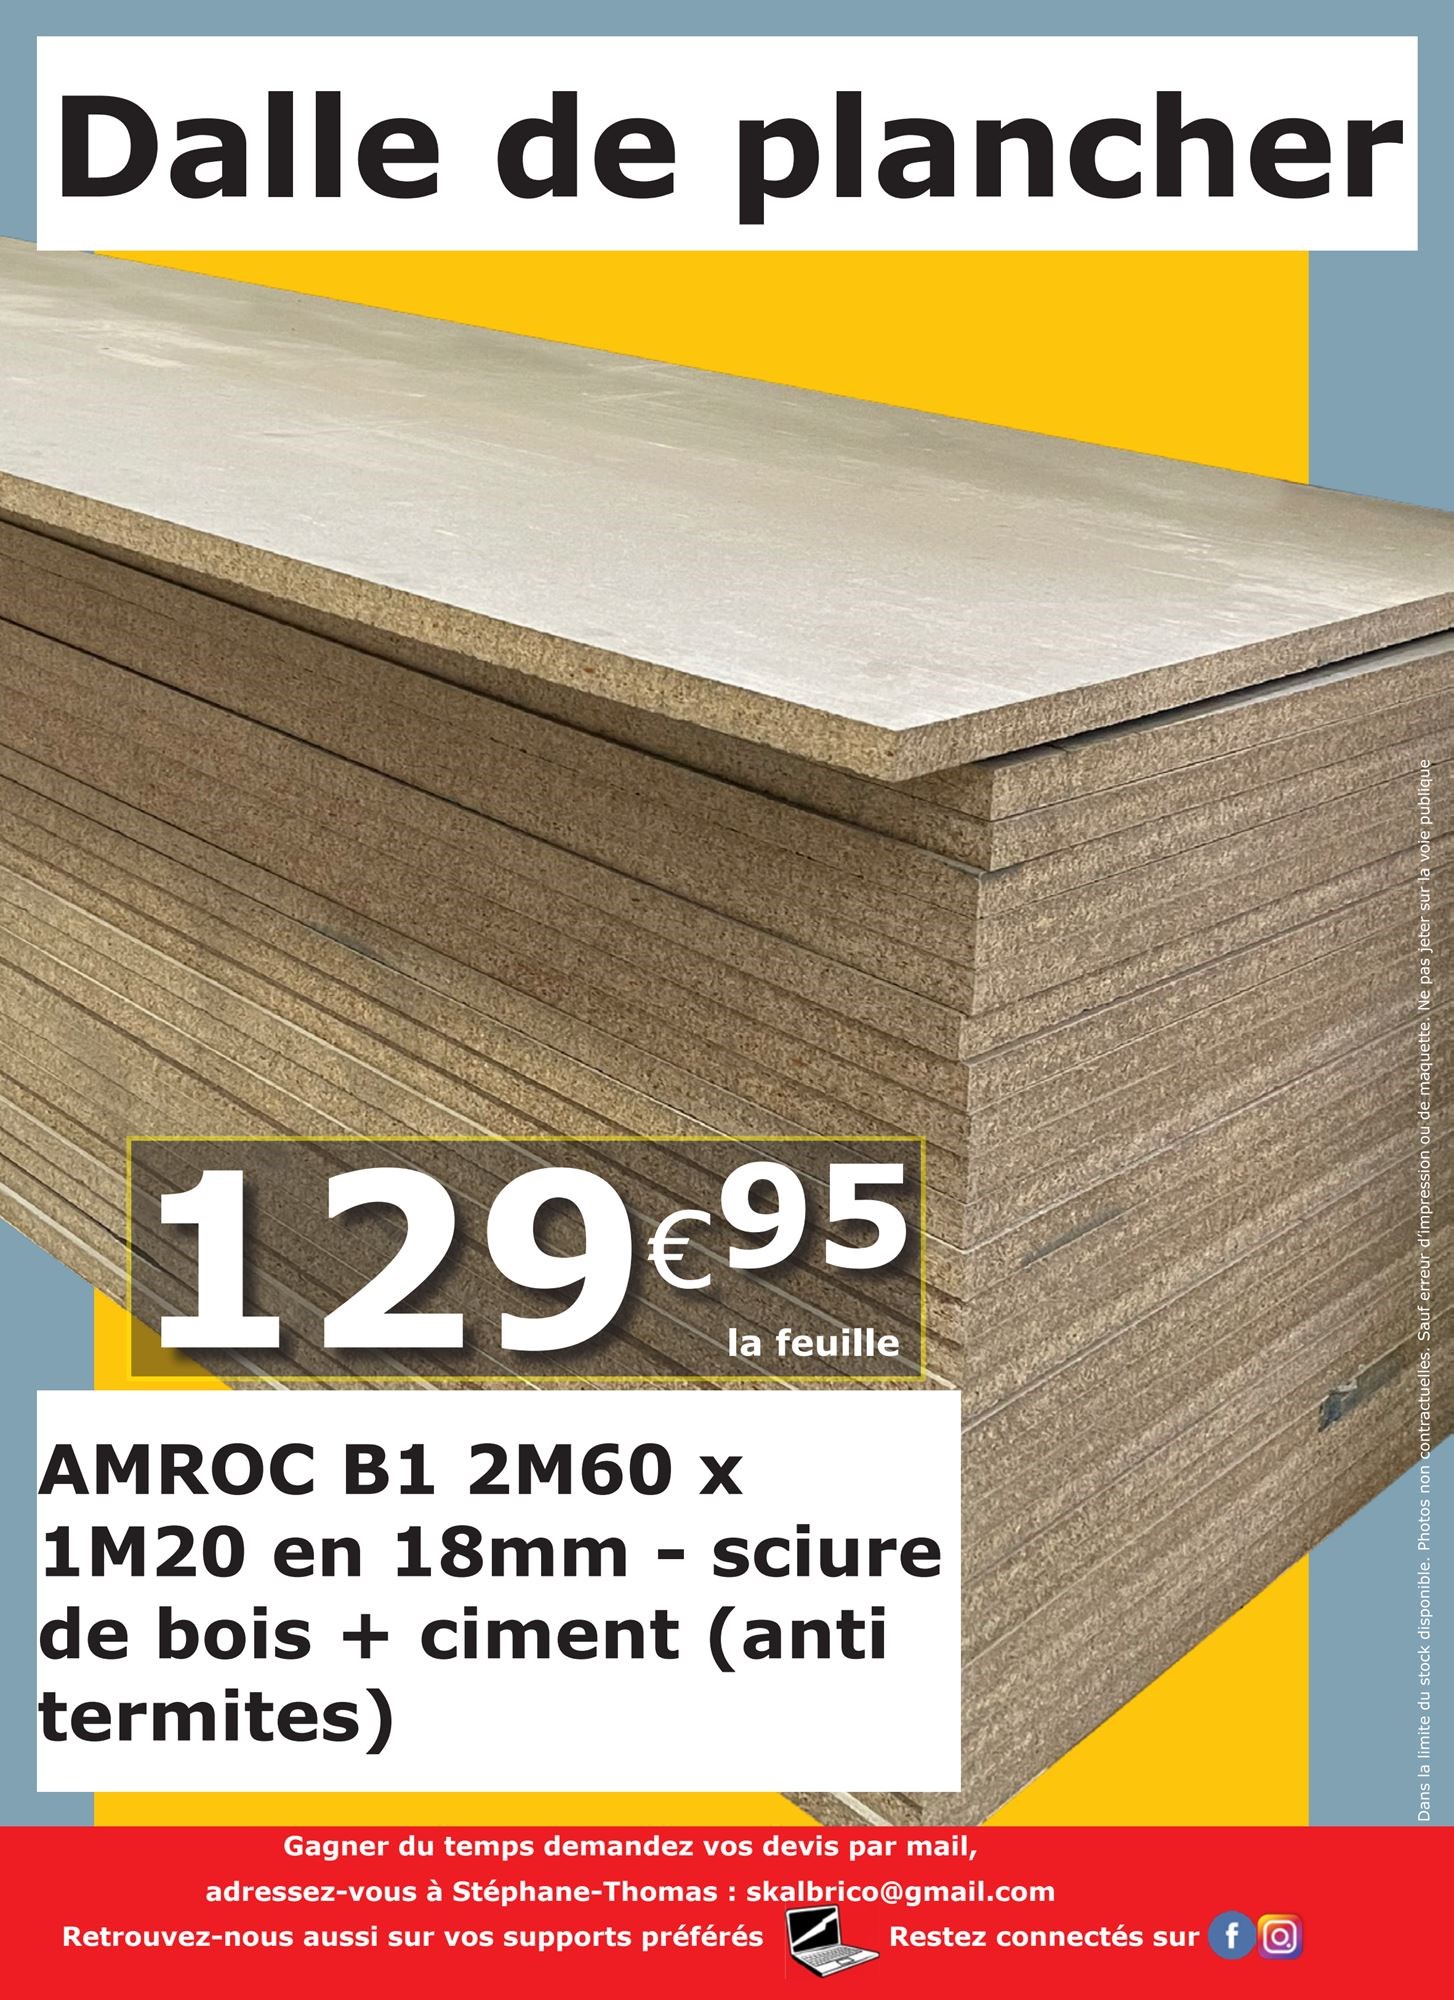 Dalle de plancher
129€95
la feuille
AMROC B1 2M60 x
1M20 en 18mm - sciure
de bois + ciment (anti
termites)
Dans la limite du stock disponible. Photos non contractuelles. Sauf erreur d'impression ou de maquette. Ne pas jeter sur la voie publique
Gagner du temps demandez vos devis par mail,
adressez-vous à Stéphane-Thomas : skalbrico@gmail.com
Retrouvez-nous aussi sur vos supports préférés Restez connectés sur f